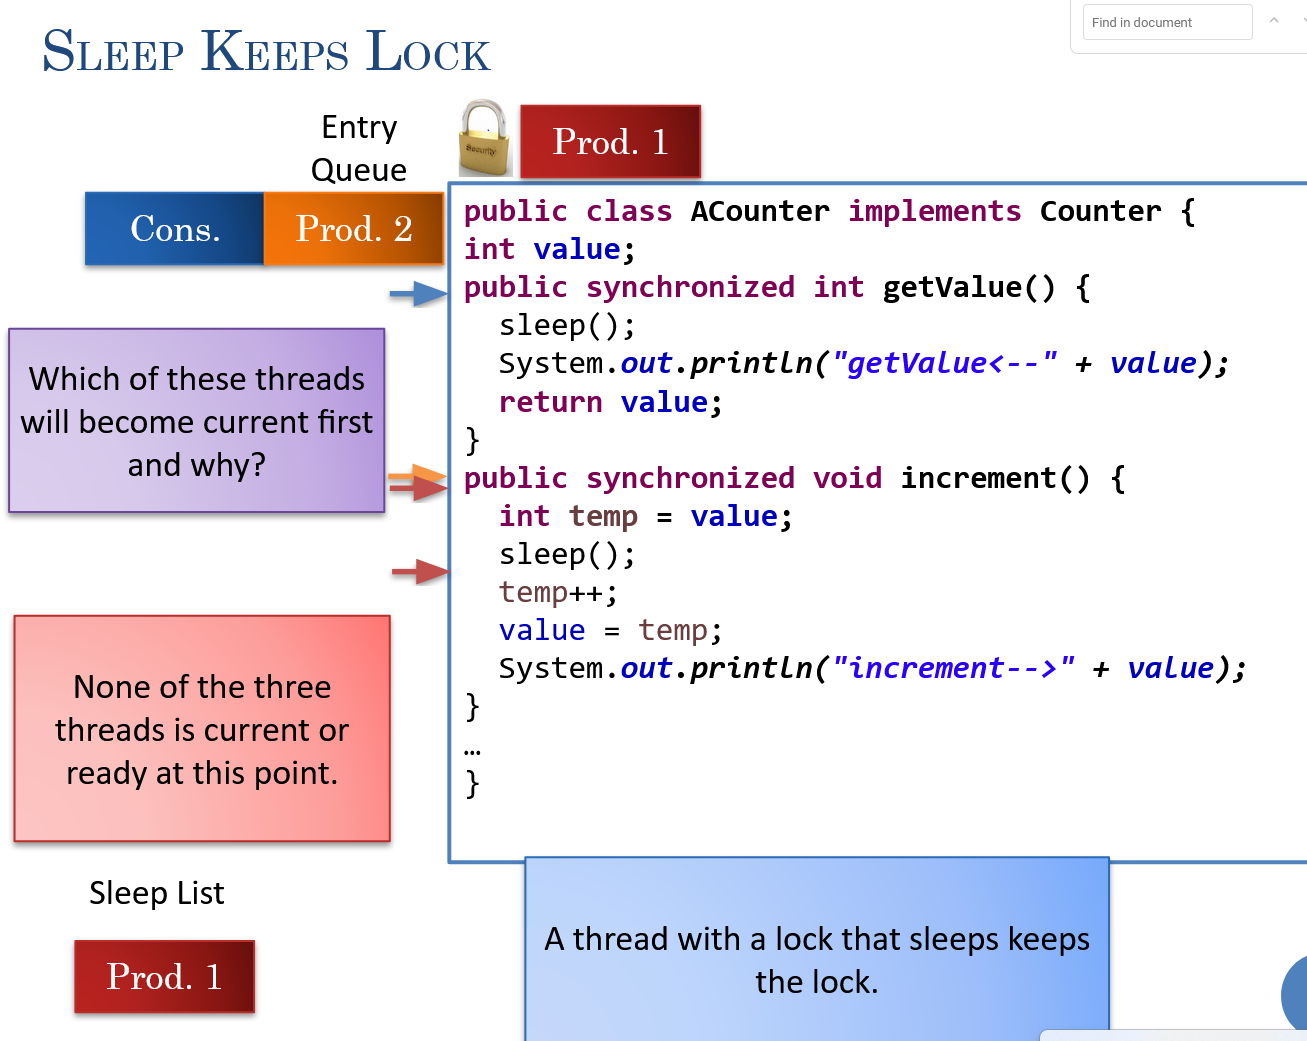 Find in document
SLEEP KEEPS LOCK
Entry
Queue
Security
Prod. 1
Cons.
Prod. 2
public class ACounter implements Counter {
int value;
public synchronized int getValue() {
sleep();
System.out.println("getValue<--" + value);
return value;
}
public synchronized void increment() {
int temp = value;
sleep();
temp++;
value = temp;
System.out.println("increment-->" + value);
}
…
}
Which of these threads
will become current first
and why?
None of the three
threads is current or
ready at this point.
Sleep List
Prod. 1
A thread with a lock that sleeps keeps
the lock.